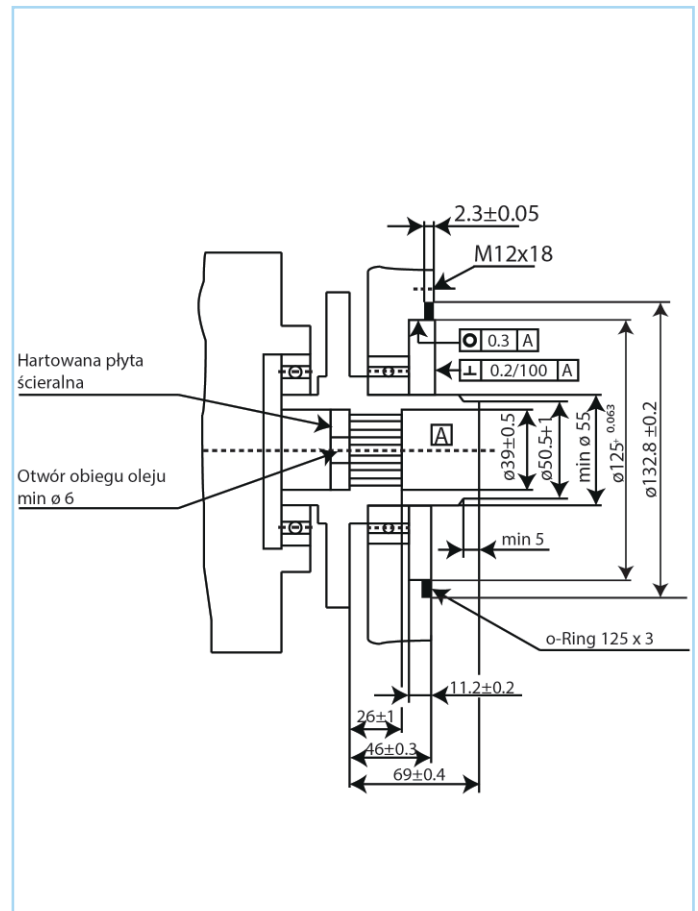 2.3±0.05
M12x18
0.3 A
⊥ 0.2/100 A
Hartowana płyta
ścieralna
A
ø39±0.5
ø50.5+1
min ø 55
ø125+ 0.063
ø132.8 ±0.2
Otwór obiegu oleju
min ø 6
min 5
o-Ring 125 x 3
11.2±0.2
26±1
46±0.3
69±0.4